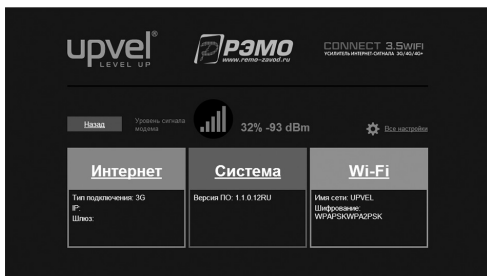 upvel®
LEVEL UP
РЭМО
www.remo-zavod.ru
CONNECT 3.5WIFI
УСИЛИТЕЛЬ ИНТЕРНЕТ-СИГНАЛА 3G/4G/4G+
Назад
Уровень сигнала
модема
32% -93 dBm
Все настройки
Интернет
Тип подключения: 3G
IP:
Шлюз:
Система
Версия ПО: 1.1.0.12RU
Wi-Fi
Имя сети: UPVEL
Шифрование:
WPAPSKWPA2PSK